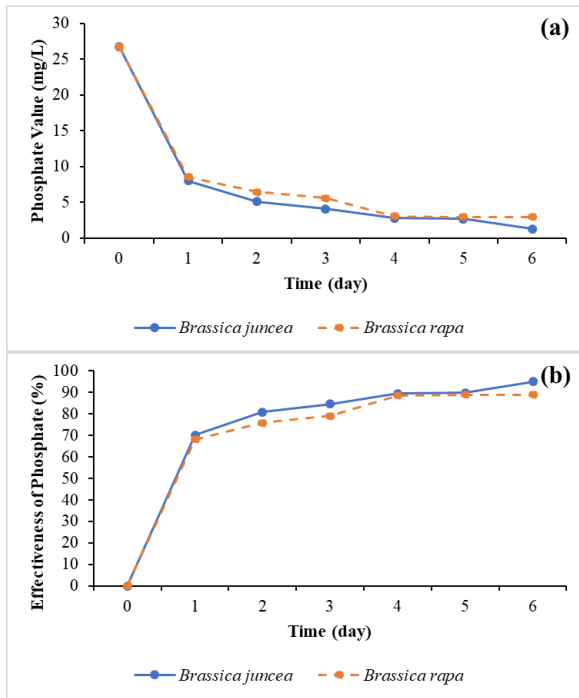 (a)
Phosphate Value (mg/L)
30
25
20
15
10
5
0
0 1 2 3 4 5 6
Time (day)
Brassica juncea Brassica rapa
(b)
Effectiveness of Phosphate (%)
100
90
80
70
60
50
40
30
20
10
0
0 1 2 3 4 5 6
Time (day)
Brassica juncea Brassica rapa